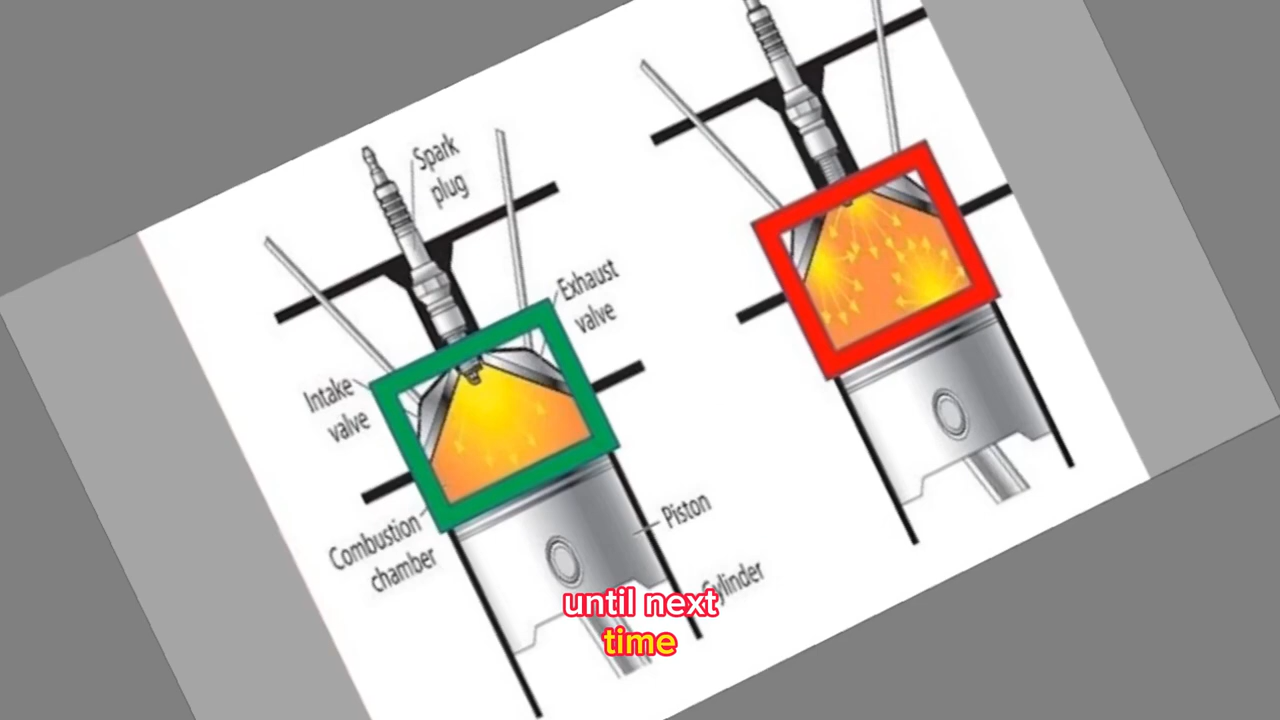 Spark
plug
Exhaust
valve
Intake
valve
Combustion
chamber
Piston
Cylinder
until next
time